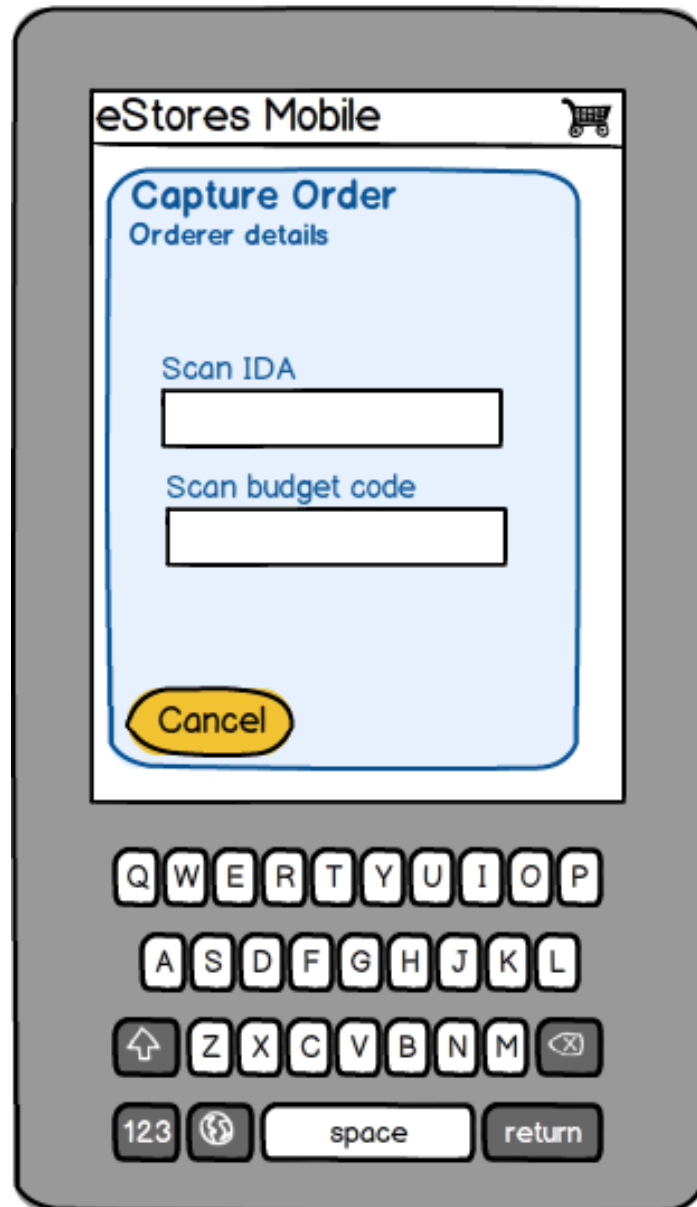 eStores Mobile
Capture Order
Orderer details
Scan IDA
Scan budget code
Cancel
Q W E R T Y U I O P
A S D F G H J K L
Z X C V B N M
123 space return